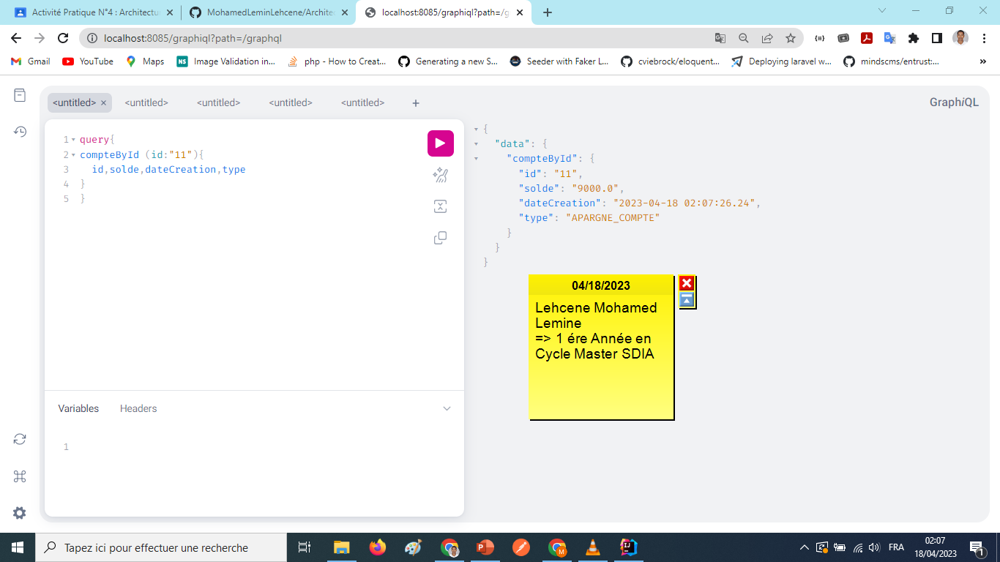 Activité Pratique N°4 : Architectu
MohamedLeminLehcene/Archite
localhost:8085/graphiql?path=/g
localhost:8085/graphiql?path=/graphql
Gmail
YouTube
Maps
Image Validation in...
php - How to Creat...
Generating a new S...
Seeder with Faker L...
cviebrock/eloquent...
Deploying laravel w...
mindscms/entrust:...
»
<untitled>
<untitled>
<untitled>
<untitled>
<untitled>
+
GraphiQL
1 query{
2 compteById (id:"11"){
3 id,solde,dateCreation,type
4 }
5 }
{
"data": {
"compteById": {
"id": "11",
"solde": "9000.0",
"dateCreation": "2023-04-18 02:07:26.24",
"type": "APARGNE_COMPTE"
}
}
}
04/18/2023
Lehcene Mohamed
Lemine
=> 1 ére Année en
Cycle Master SDIA
Variables
Headers
1
Tapez ici pour effectuer une recherche
FRA
02:07
18/04/2023
1